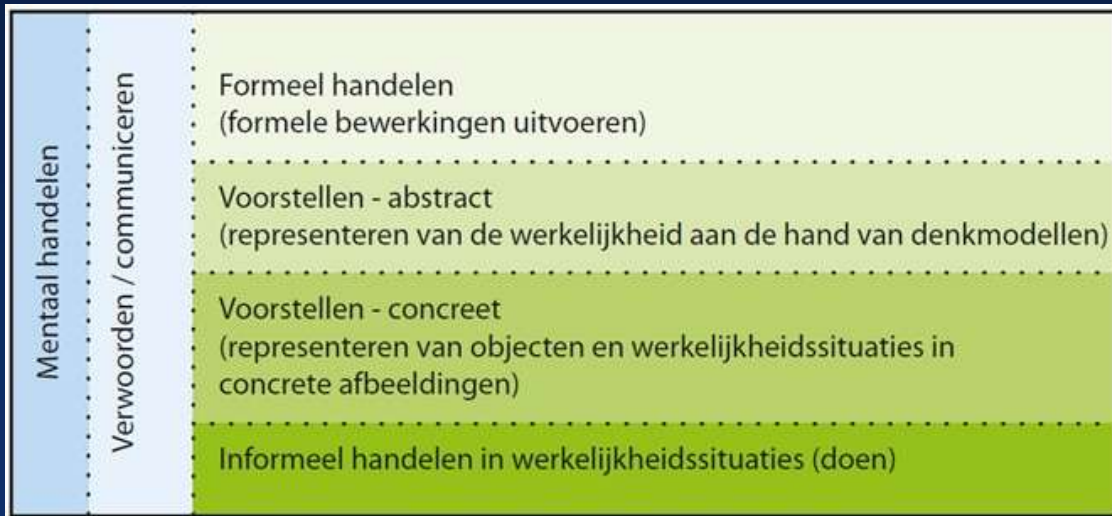 Mentaal handelen
Verwoorden / communiceren
Formeel handelen
(formele bewerkingen uitvoeren)
Voorstellen - abstract
(representeren van de werkelijkheid aan de hand van denkmodellen)
Voorstellen - concreet
(representeren van objecten en werkelijkheidssituaties in
concrete afbeeldingen)
Informeel handelen in werkelijkheidssituaties (doen)